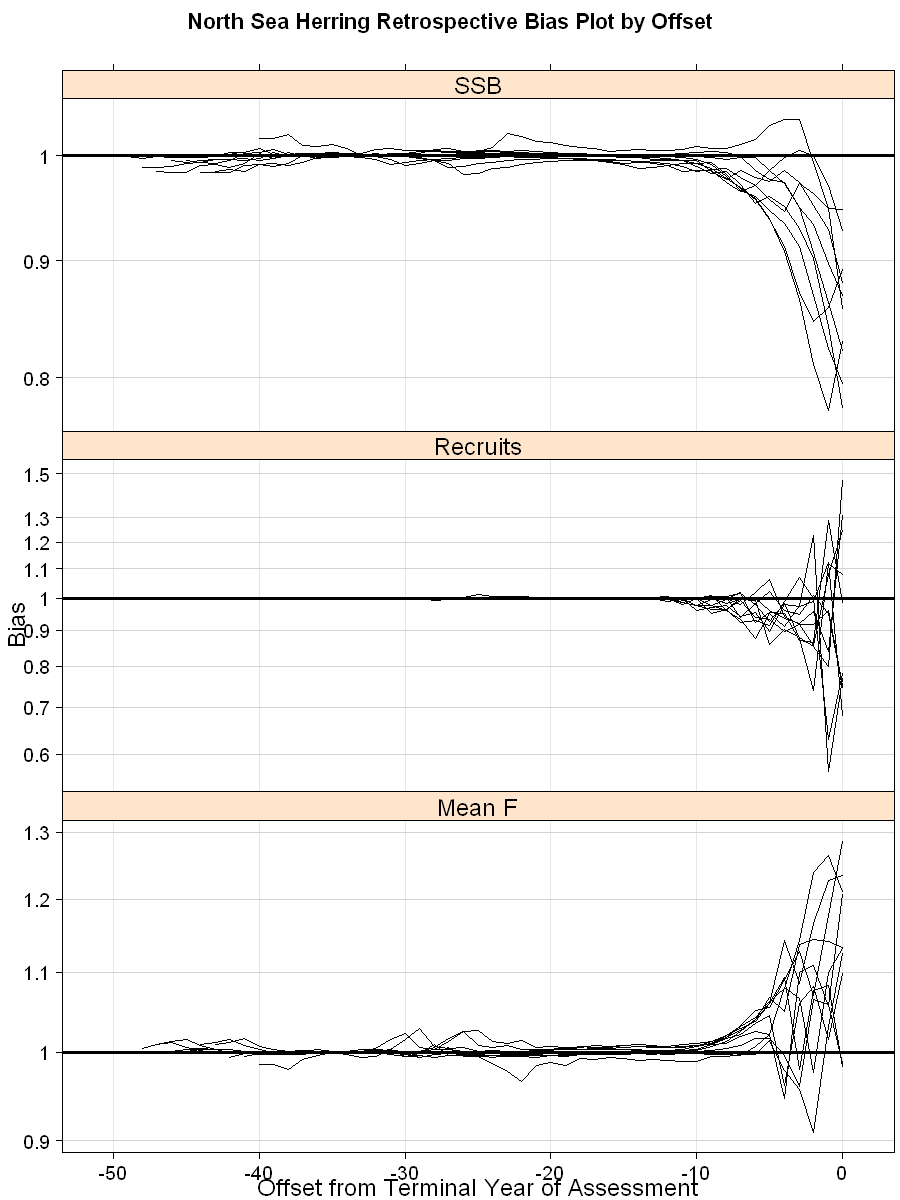 North Sea Herring Retrospective Bias Plot by Offset
SSB
1
0.9
0.8
Recruits
1.5
1.3
1.2
1.1
1
0.9
0.8
0.7
0.6
Bias
Mean F
1.3
1.2
1.1
1
0.9
-50 -40 -30 -20 -10 0
Offset from Terminal Year of Assessment